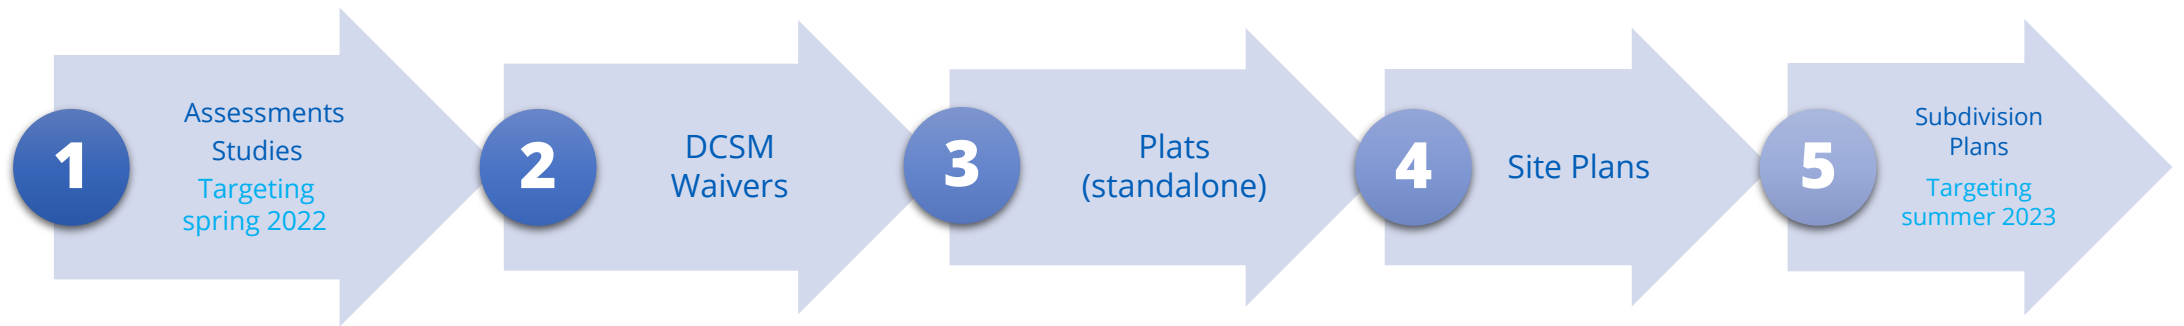 1
Assessments
Studies
Targeting
spring 2022
2
DCSM
Waivers
3
Plats
(standalone)
4
Site Plans
5
Subdivision
Plans
Targeting
summer 2023